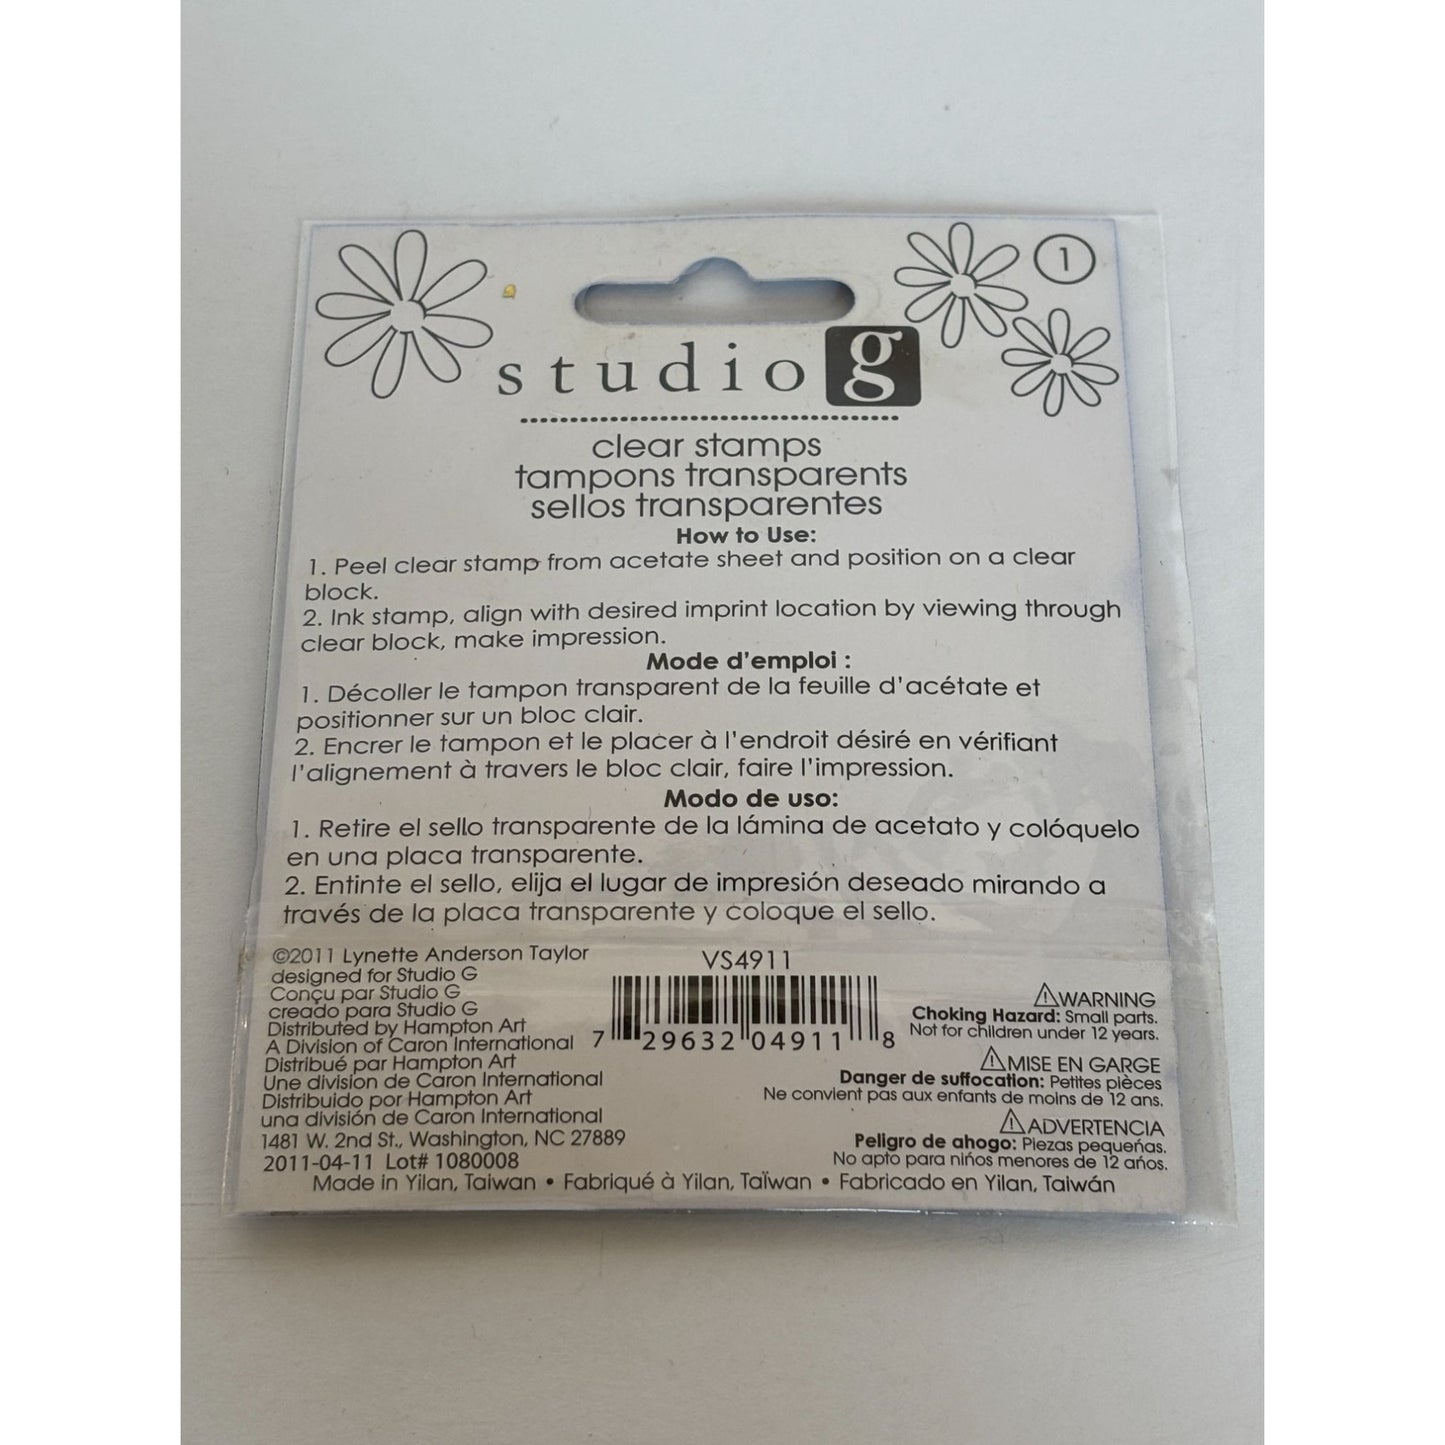 1
studio g
clear stamps
tampons transparents
sellos transparentes
How to Use:
1. Peel clear stamp from acetate sheet and position on a clear
block.
2. Ink stamp, align with desired imprint location by viewing through
clear block, make impression.
Mode d'emploi :
1. Décoller le tampon transparent de la feuille d'acétate et
positionner sur un bloc clair.
2. Encrer le tampon et le placer à l'endroit désiré en vérifiant
l'alignement à travers le bloc clair, faire l'impression.
Modo de uso:
1. Retire el sello transparente de la lámina de acetato y colóquelo
en una placa transparente.
2. Entinte el sello, elija el lugar de impresión deseado mirando a
través de la placa transparente y coloque el sello.
©2011 Lynette Anderson Taylor
designed for Studio G
Conçu par Studio G
creado para Studio G
Distributed by Hampton Art
A Division of Caron International
Distribué par Hampton Art
Une division de Caron International
Distribuido por Hampton Art
una división de Caron International
1481 W. 2nd St., Washington, NC 27889
2011-04-11 Lot# 1080008
VS4911
7 29632 04911 8
⚠WARNING
Choking Hazard: Small parts.
Not for children under 12 years.
⚠MISE EN GARGE
Danger de suffocation: Petites pièces
Ne convient pas aux enfants de moins de 12 ans.
⚠ADVERTENCIA
Peligro de ahogo: Piezas pequeñas.
No apto para niños menores de 12 años.
Made in Yilan, Taiwan • Fabriqué à Yilan, Taïwan • Fabricado en Yilan, Taiwán